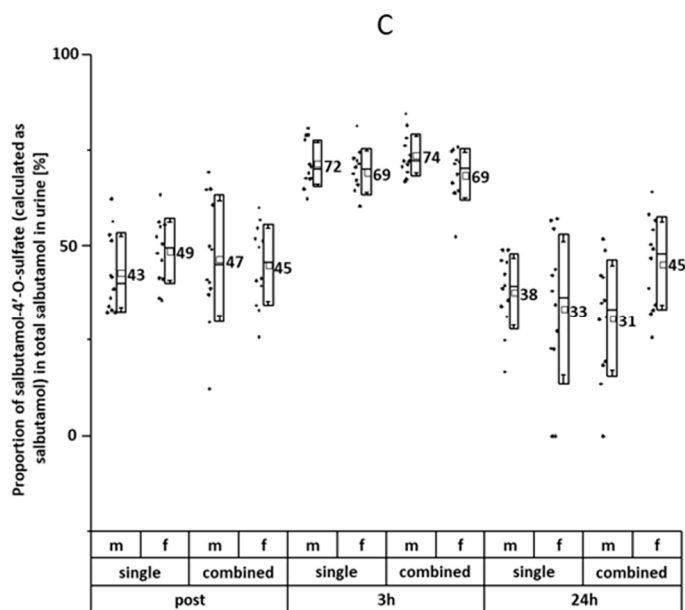 C
Proportion of salbutamol-4'-O-sulfate (calculated as
salbutamol) in total salbutamol in urine [%]
100
50
0
43
49
47
45
72
69
74
69
38
33
31
45
m f m f m f m f m f m f
single combined single combined single combined
post 3h 24h